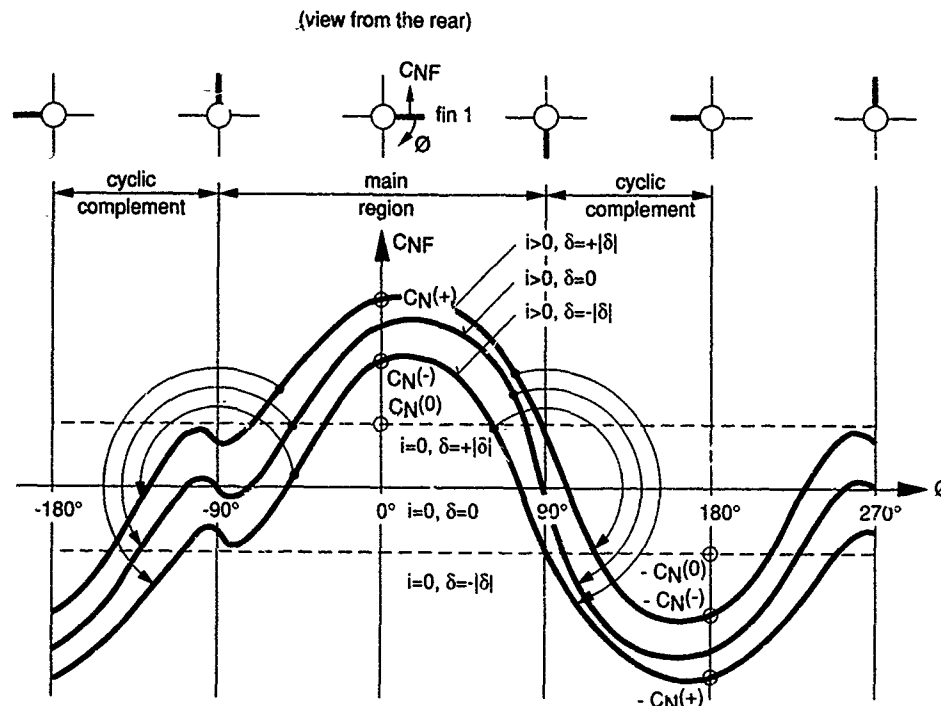 (view from the rear)
CNF
fin 1
Ø
cyclic
complement
main
region
cyclic
complement
CNF
i>0, δ=+|δ|
i>0, δ=0
i>0, δ=-|δ|
CN(+)
CN(-)
CN(0)
i=0, δ=+|δ|
Ø
-180°
-90°
0°
i=0, δ=0
90°
180°
270°
i=0, δ=-|δ|
- CN(0)
- CN(-)
- CN(+)